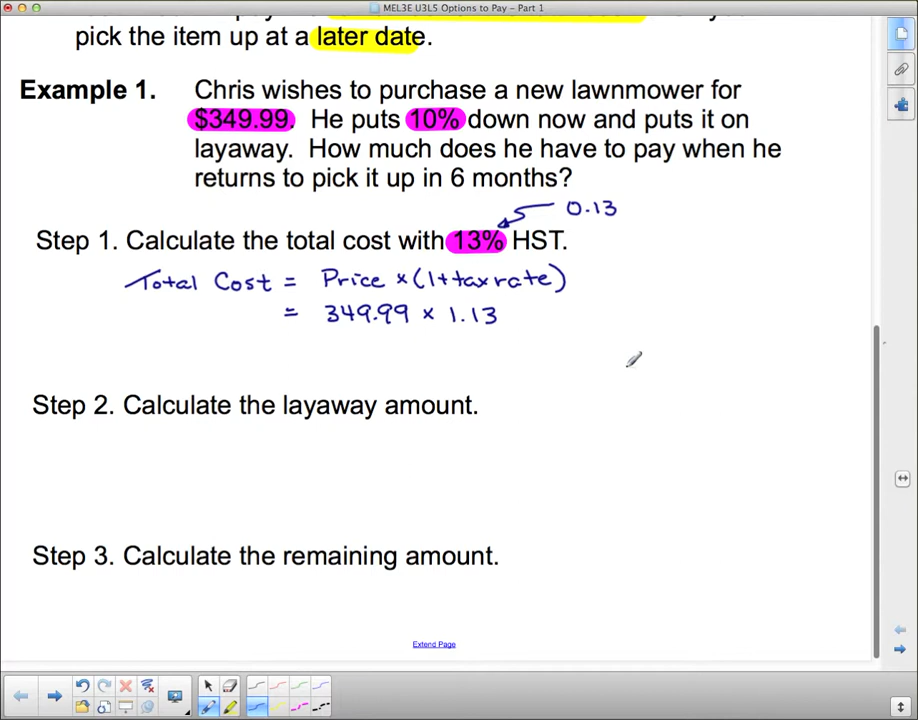 MEL3E U3L5 Options to Pay – Part 1
pick the item up at a later date.
Example 1. Chris wishes to purchase a new lawnmower for
$349.99. He puts 10% down now and puts it on
layaway. How much does he have to pay when he
returns to pick it up in 6 months?
0.13
Step 1. Calculate the total cost with 13% HST.
Total Cost = Price × (1+tax rate)
= 349.99 × 1.13
Step 2. Calculate the layaway amount.
Step 3. Calculate the remaining amount.
Extend Page